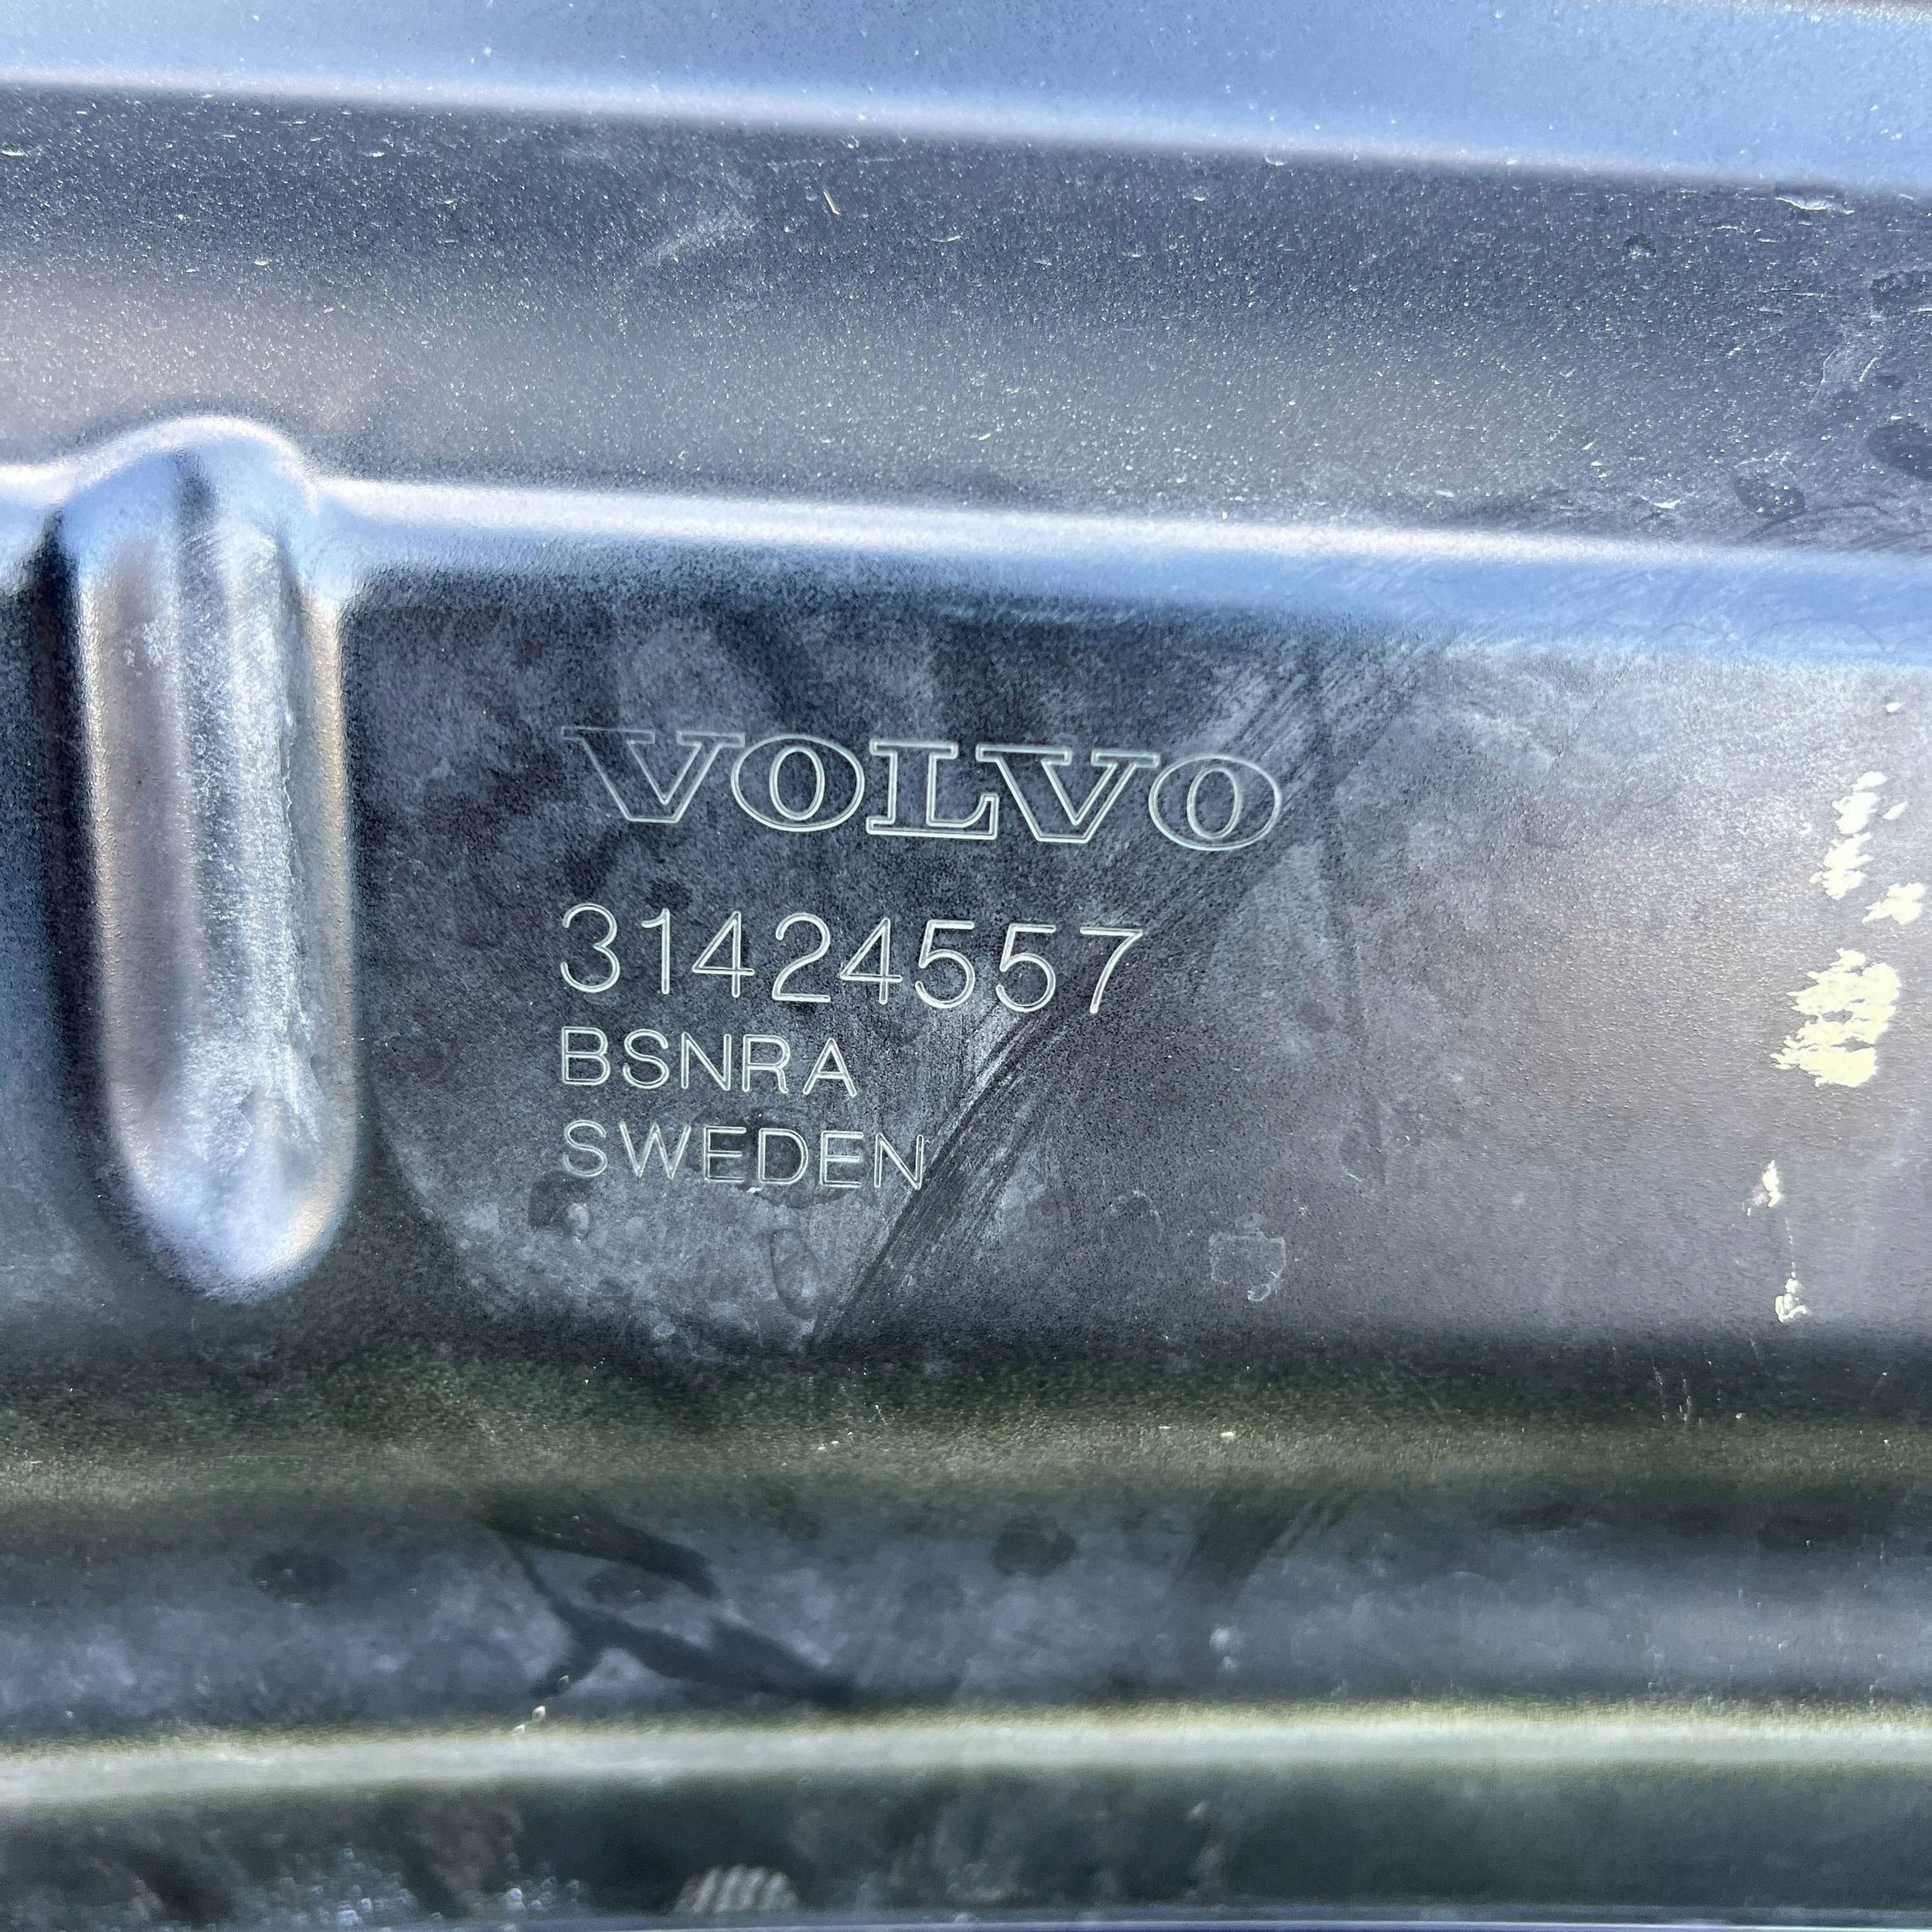 VOLVO
31424557
BSNRA
SWEDEN